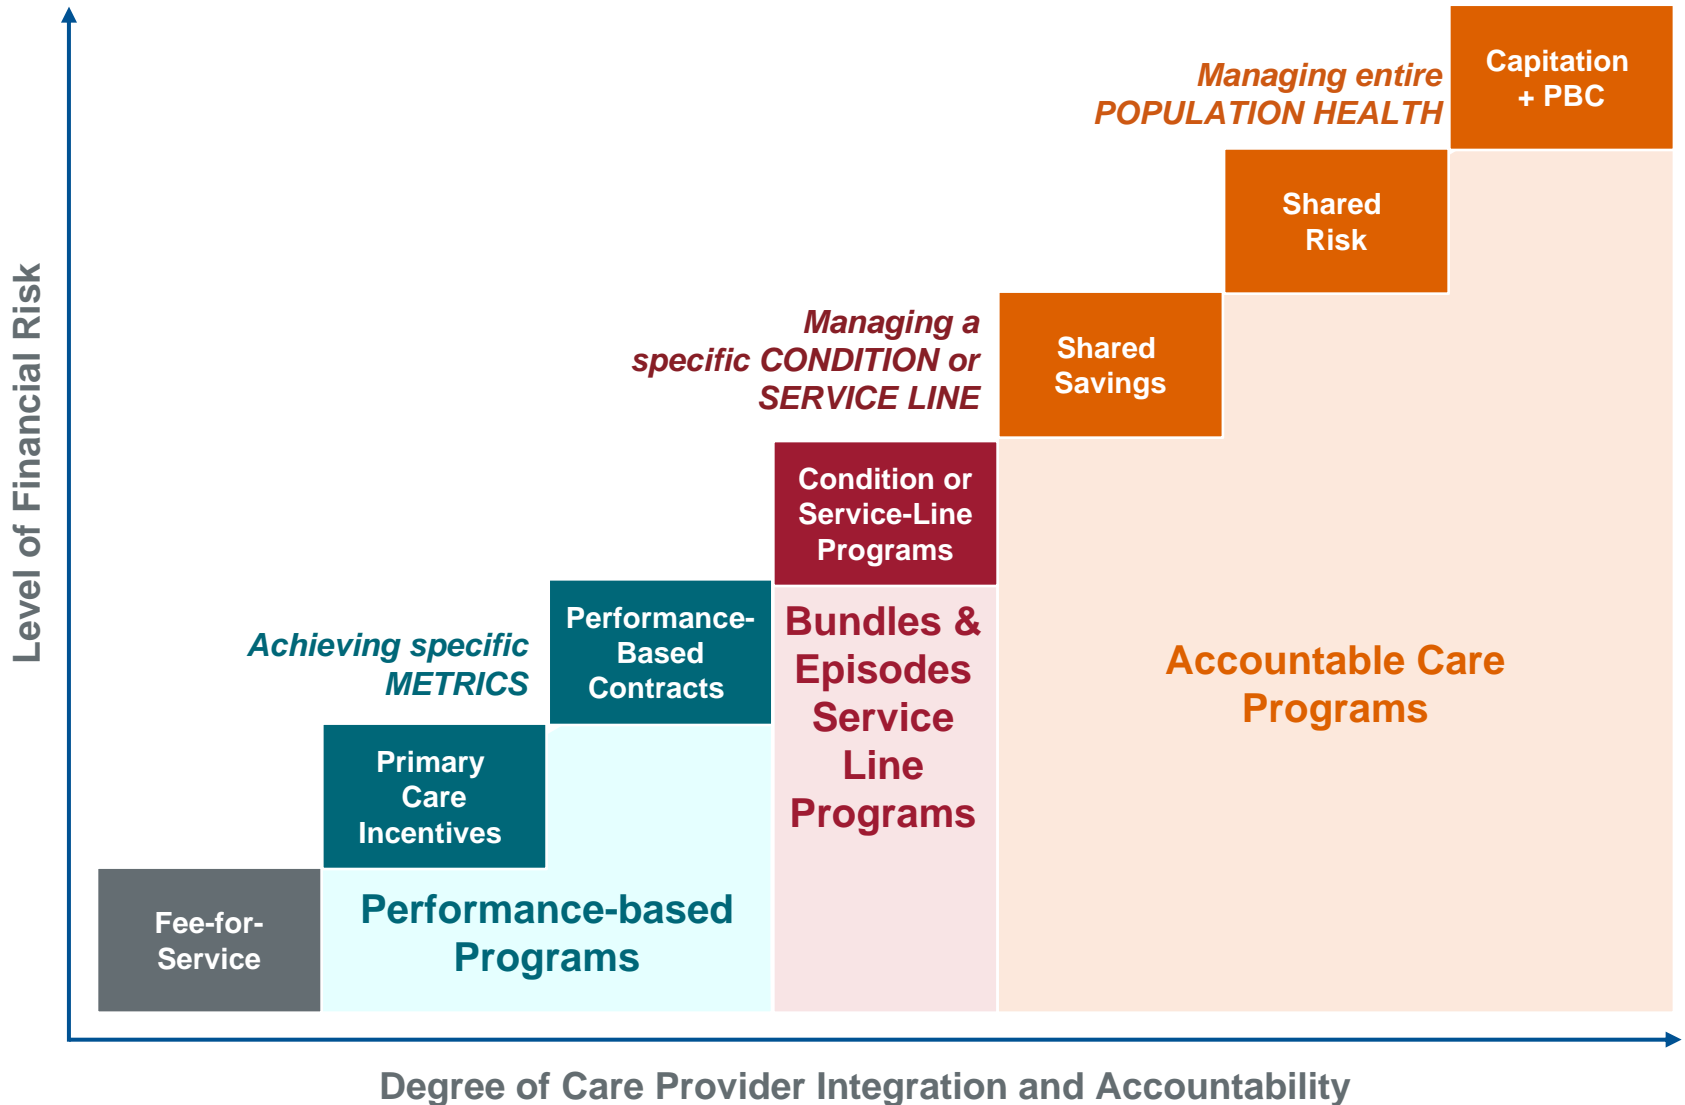 Capitation
+ PBC
Managing entire
POPULATION HEALTH
Shared
Risk
Managing a
specific CONDITION or
SERVICE LINE
Shared
Savings
Condition or
Service-Line
Programs
Achieving specific
METRICS
Performance-
Based
Contracts
Bundles &
Episodes
Service
Line
Programs
Accountable Care
Programs
Primary
Care
Incentives
Performance-based
Programs
Fee-for-
Service
Level of Financial Risk
Degree of Care Provider Integration and Accountability